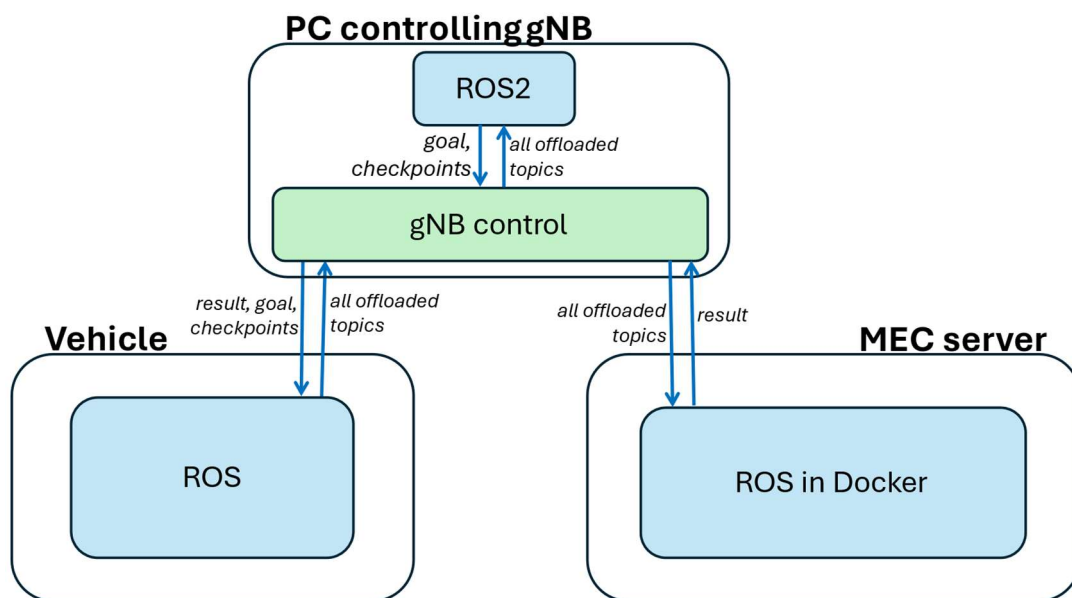 PC controlling gNB
ROS2
goal,
checkpoints
all offloaded
topics
gNB control
result, goal,
checkpoints
all offloaded
topics
all offloaded
topics
result
Vehicle
MEC server
ROS
ROS in Docker